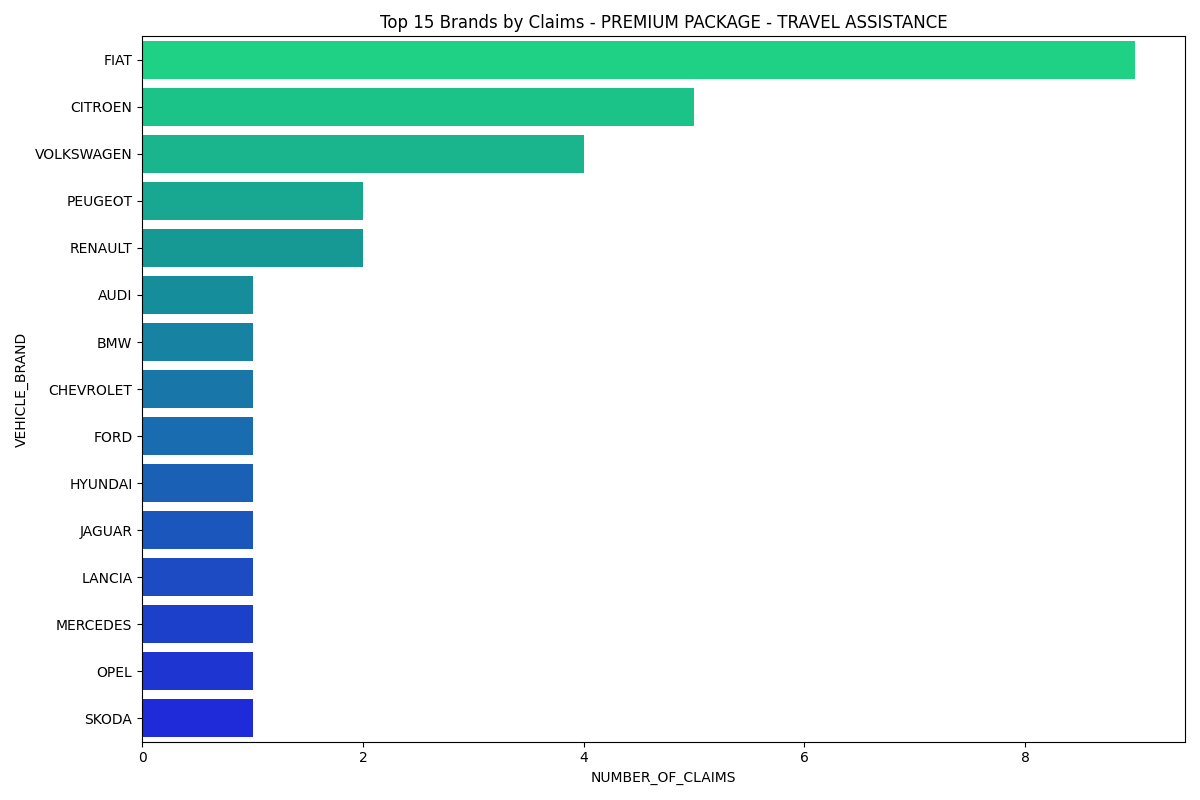 Top 15 Brands by Claims - PREMIUM PACKAGE - TRAVEL ASSISTANCE
VEHICLE_BRAND
FIAT
CITROEN
VOLKSWAGEN
PEUGEOT
RENAULT
AUDI
BMW
CHEVROLET
FORD
HYUNDAI
JAGUAR
LANCIA
MERCEDES
OPEL
SKODA
0 2 4 6 8
NUMBER_OF_CLAIMS